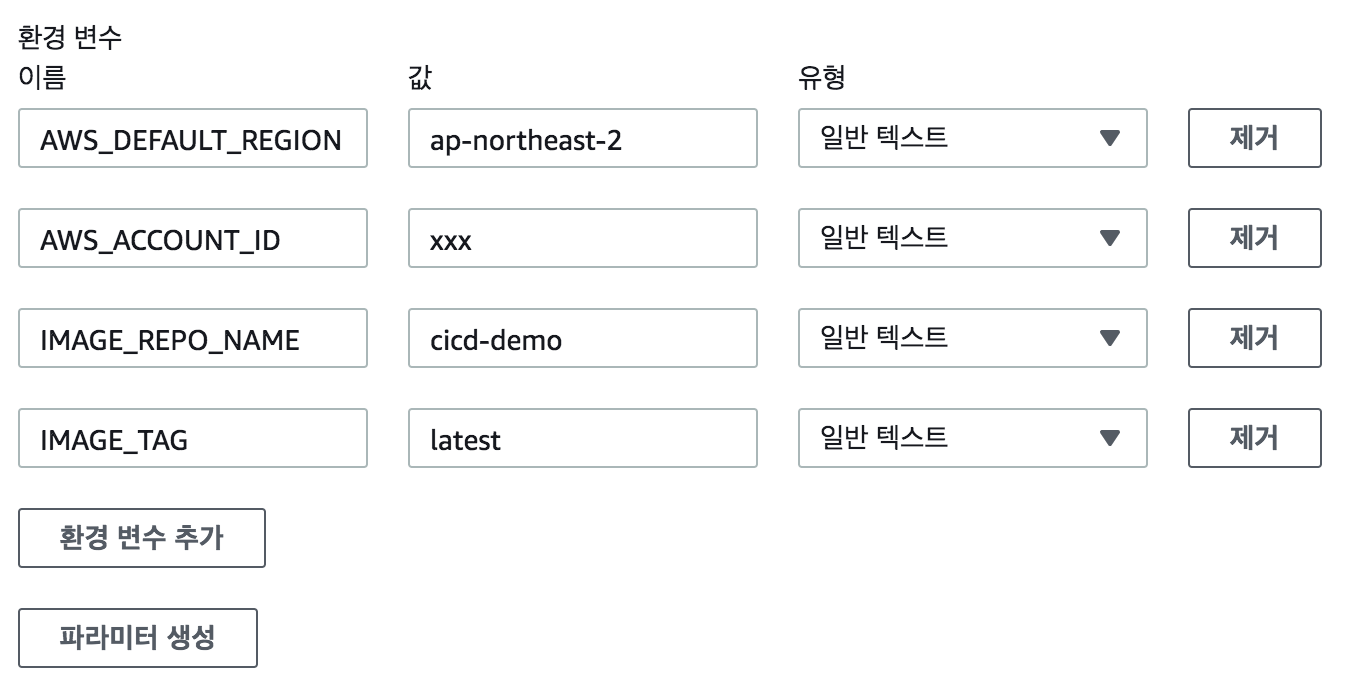 환경 변수
이름 값 유형
AWS_DEFAULT_REGION ap-northeast-2 일반 텍스트 제거
AWS_ACCOUNT_ID xxx 일반 텍스트 제거
IMAGE_REPO_NAME cicd-demo 일반 텍스트 제거
IMAGE_TAG latest 일반 텍스트 제거
환경 변수 추가
파라미터 생성